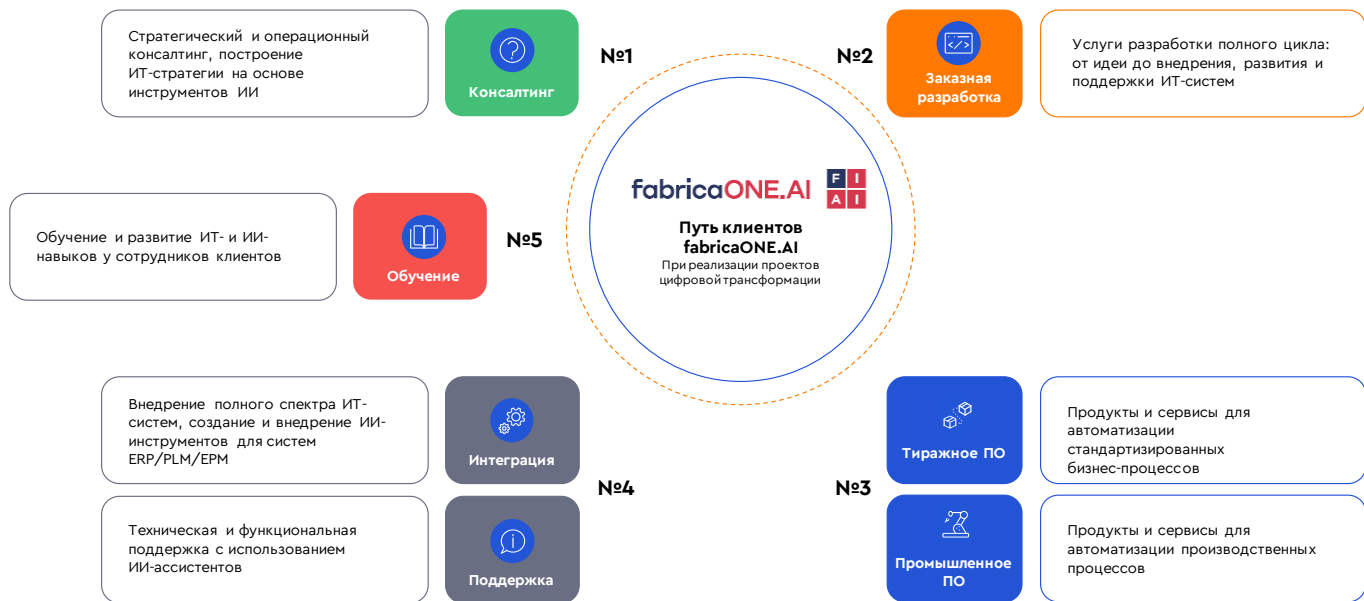 Стратегический и операционный
консалтинг, построение
ИТ-стратегии на основе
инструментов ИИ
Консалтинг
№1
№2
Заказная
разработка
Услуги разработки полного цикла:
от идеи до внедрения, развития и
поддержки ИТ-систем
fabricaONE.AI
F I
A I
Путь клиентов
fabricaONE.AI
При реализации проектов
цифровой трансформации
Обучение и развитие ИТ- и ИИ-
навыков у сотрудников клиентов
Обучение
№5
Внедрение полного спектра ИТ-
систем, создание и внедрение ИИ-
инструментов для систем
ERP/PLM/EPM
Интеграция
Техническая и функциональная
поддержка с использованием
ИИ-ассистентов
Поддержка
№4
№3
Тиражное ПО
Продукты и сервисы для
автоматизации
стандартизированных
бизнес-процессов
Промышленное
ПО
Продукты и сервисы для
автоматизации производственных
процессов